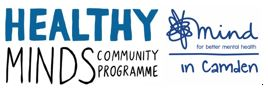 HEALTHY
MINDS COMMUNITY
PROGRAMME
mind
for better mental health
in Camden